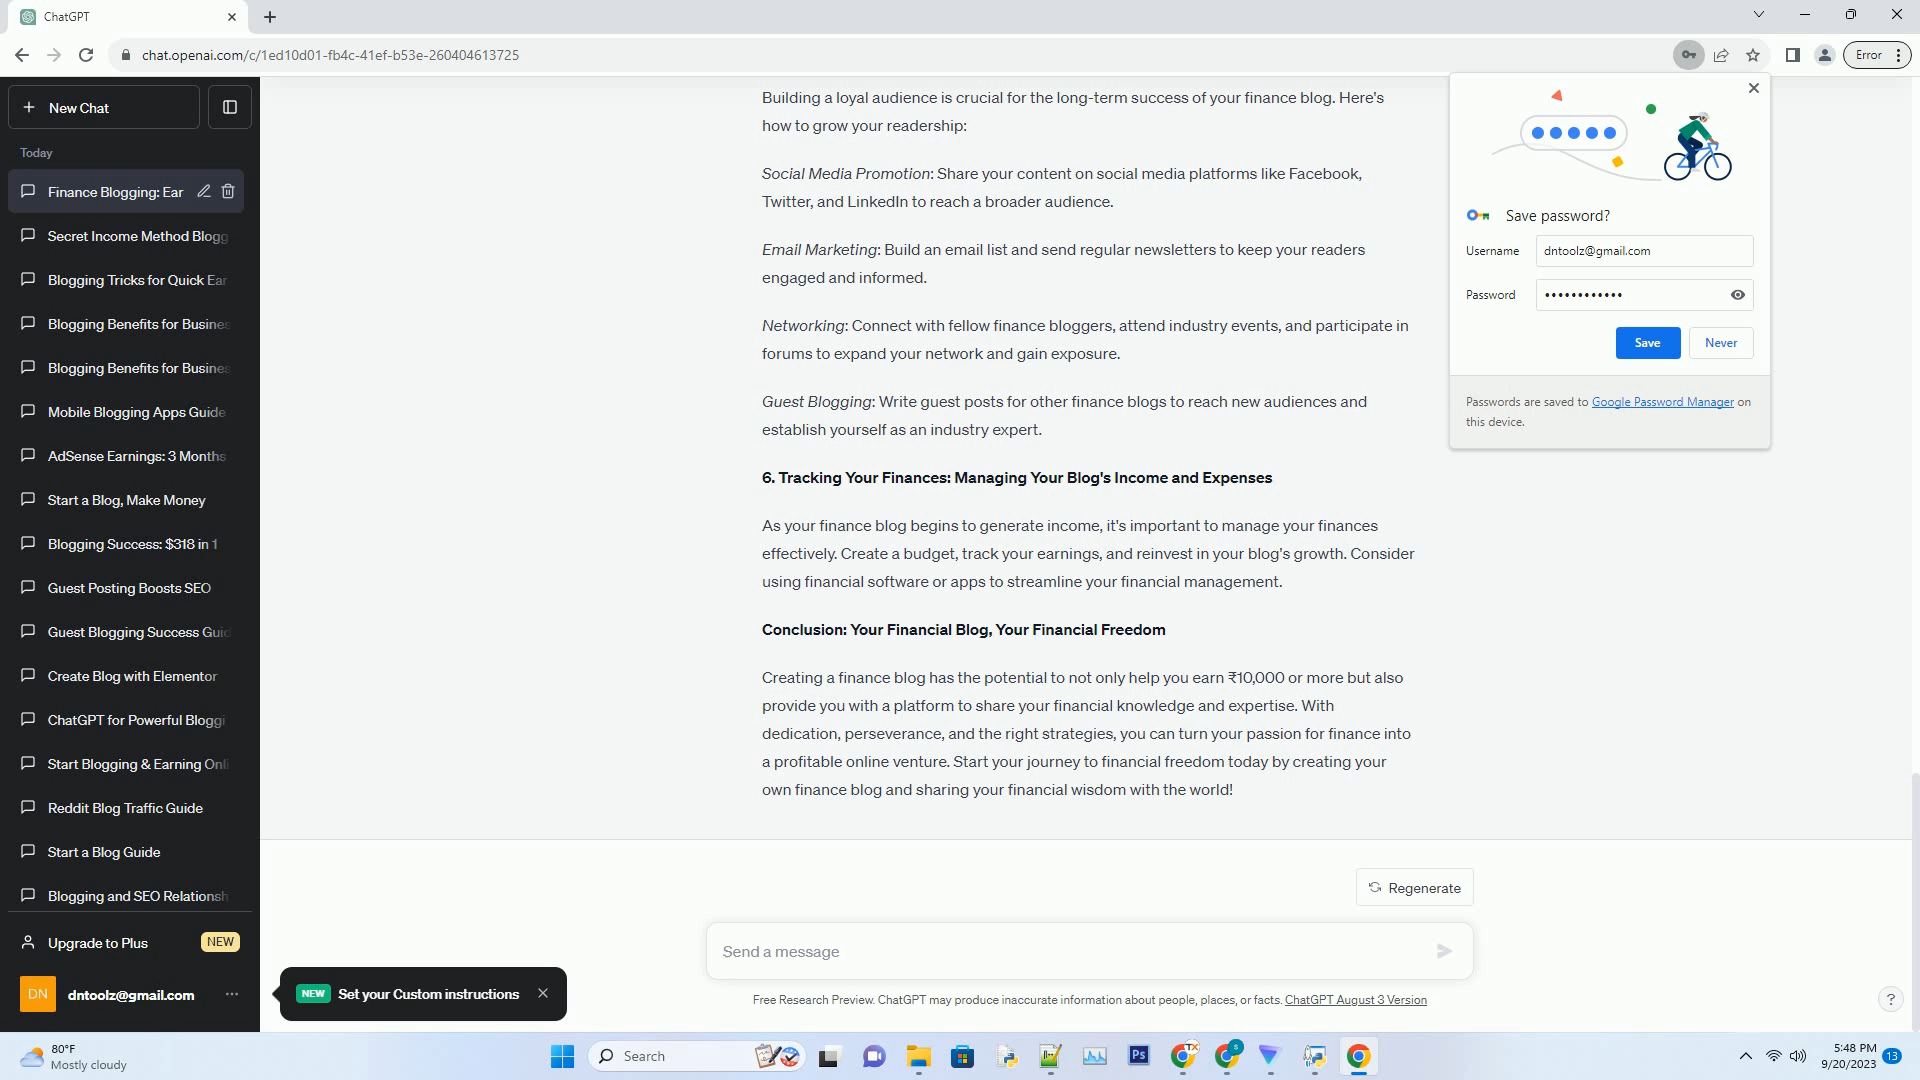 ChatGPT
chat.openai.com/c/1ed10d01-fb4c-41ef-b53e-260404613725
Error
New Chat
Today
Finance Blogging: Ear
Secret Income Method Blogg
Blogging Tricks for Quick Ear
Blogging Benefits for Busines
Blogging Benefits for Busines
Mobile Blogging Apps Guide
AdSense Earnings: 3 Months
Start a Blog, Make Money
Blogging Success: $318 in 1
Guest Posting Boosts SEO
Guest Blogging Success Guid
Create Blog with Elementor
ChatGPT for Powerful Bloggi
Start Blogging & Earning Onli
Reddit Blog Traffic Guide
Start a Blog Guide
Blogging and SEO Relationsh
Upgrade to Plus
NEW
DN
dntoolz@gmail.com
NEW
Set your Custom instructions
Building a loyal audience is crucial for the long-term success of your finance blog. Here's
how to grow your readership:
Social Media Promotion: Share your content on social media platforms like Facebook,
Twitter, and LinkedIn to reach a broader audience.
Email Marketing: Build an email list and send regular newsletters to keep your readers
engaged and informed.
Networking: Connect with fellow finance bloggers, attend industry events, and participate in
forums to expand your network and gain exposure.
Guest Blogging: Write guest posts for other finance blogs to reach new audiences and
establish yourself as an industry expert.
6. Tracking Your Finances: Managing Your Blog's Income and Expenses
As your finance blog begins to generate income, it's important to manage your finances
effectively. Create a budget, track your earnings, and reinvest in your blog's growth. Consider
using financial software or apps to streamline your financial management.
Conclusion: Your Financial Blog, Your Financial Freedom
Creating a finance blog has the potential to not only help you earn ₹10,000 or more but also
provide you with a platform to share your financial knowledge and expertise. With
dedication, perseverance, and the right strategies, you can turn your passion for finance into
a profitable online venture. Start your journey to financial freedom today by creating your
own finance blog and sharing your financial wisdom with the world!
Regenerate
Send a message
Free Research Preview. ChatGPT may produce inaccurate information about people, places, or facts. ChatGPT August 3 Version
?
Save password?
Username
dntoolz@gmail.com
Password
••••••••••••
Save
Never
Passwords are saved to Google Password Manager on
this device.
80°F
Mostly cloudy
Search
Ps
TX
S
5:48 PM
9/20/2023
13